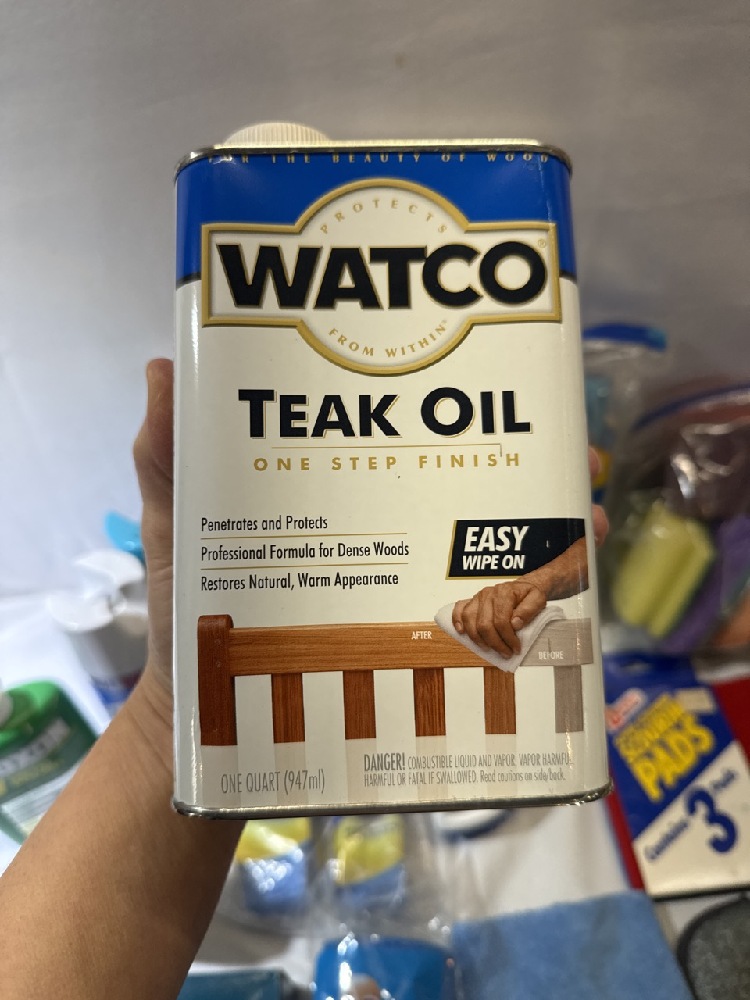 FOR THE BEAUTY OF WOOD
PROTECTS
WATCO®
FROM WITHIN
TEAK OIL
ONE STEP FINISH
Penetrates and Protects
Professional Formula for Dense Woods
Restores Natural, Warm Appearance
EASY
WIPE ON
AFTER
BEFORE
ONE QUART (947ml)
DANGER! COMBUSTIBLE LIQUID AND VAPOR. VAPOR HARMFUL.
HARMFUL OR FATAL IF SWALLOWED. Read cautions on side/back.
PADS
Contains 3